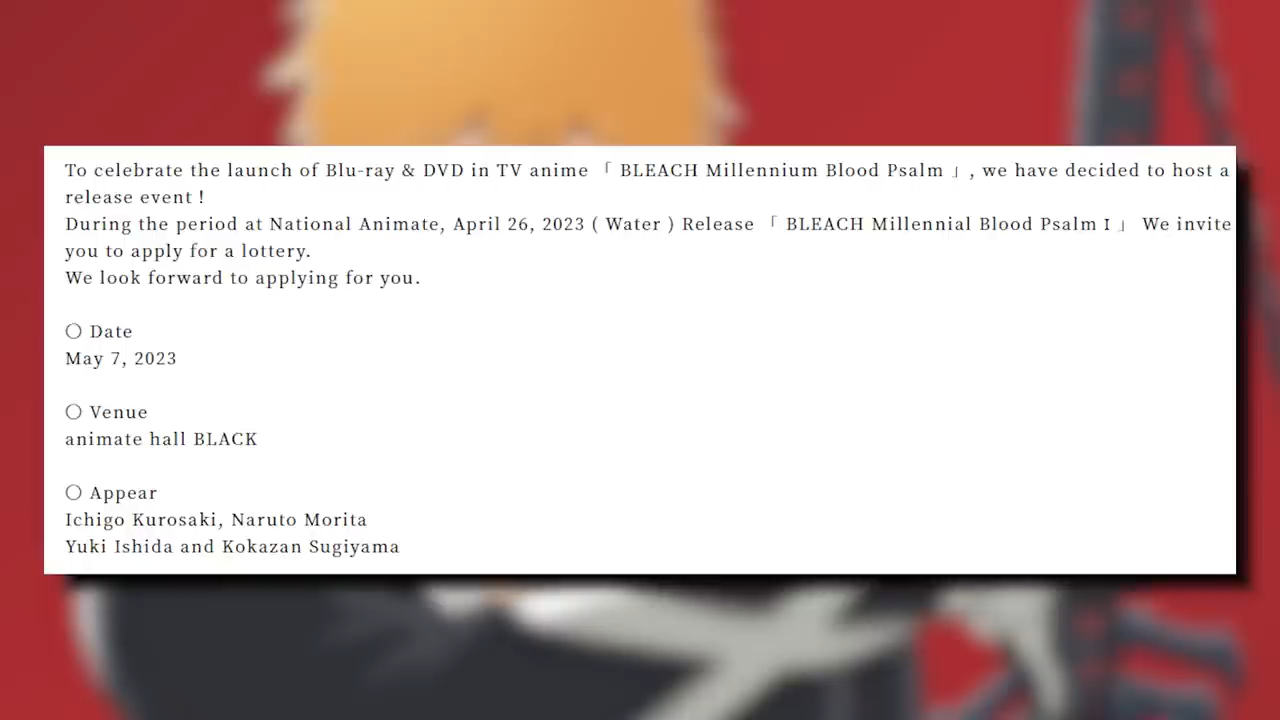 To celebrate the launch of Blu-ray & DVD in TV anime 「 BLEACH Millennium Blood Psalm 」, we have decided to host a
release event !
During the period at National Animate, April 26, 2023 ( Water ) Release 「 BLEACH Millennial Blood Psalm I 」 We invite
you to apply for a lottery.
We look forward to applying for you.
○ Date
May 7, 2023
○ Venue
animate hall BLACK
○ Appear
Ichigo Kurosaki, Naruto Morita
Yuki Ishida and Kokazan Sugiyama